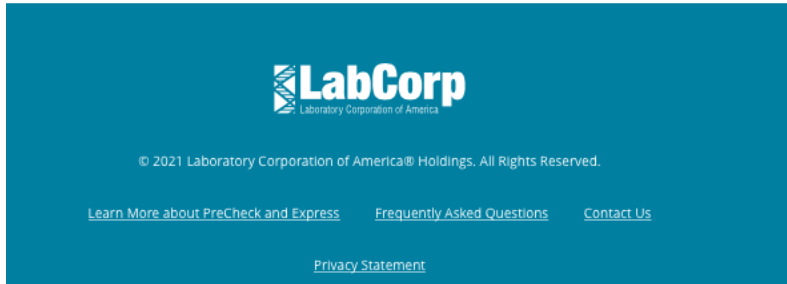 LabCorp
Laboratory Corporation of America
© 2021 Laboratory Corporation of America® Holdings. All Rights Reserved.
Learn More about PreCheck and Express Frequently Asked Questions Contact Us
Privacy Statement